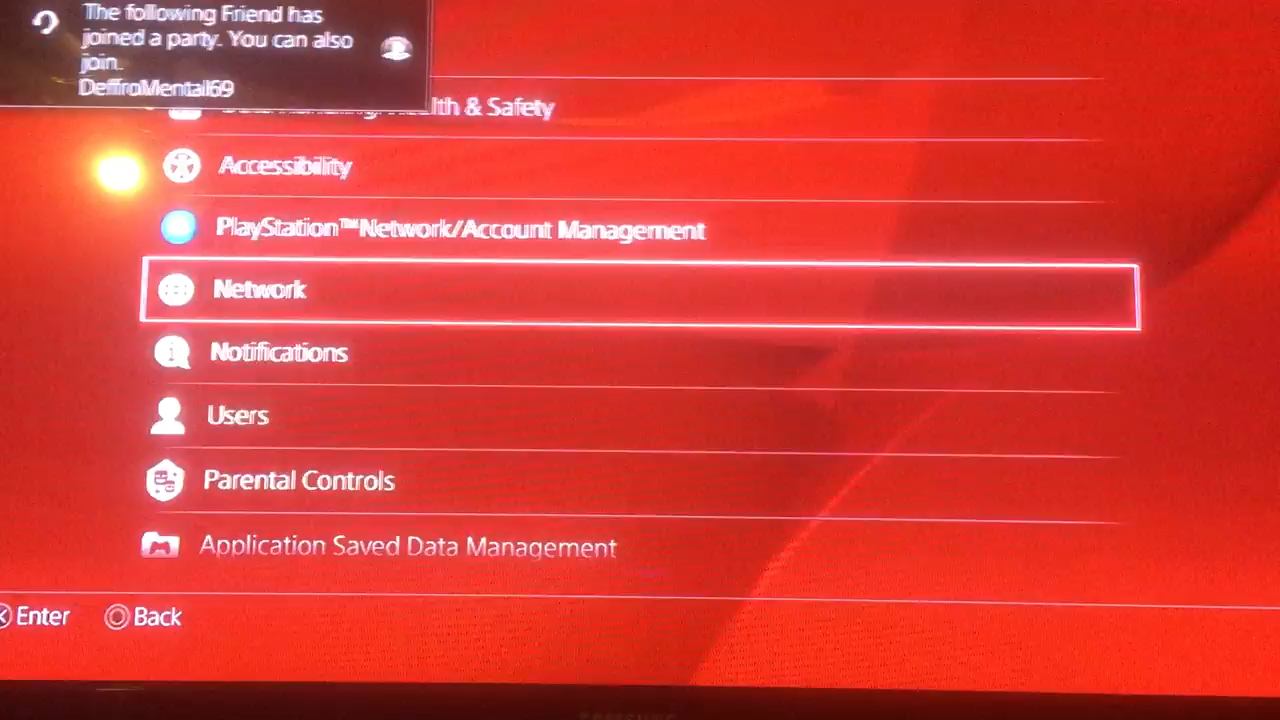 The following Friend has
joined a party. You can also
join.
DeffroMental69
& Safety
Accessibility
PlayStation™Network/Account Management
Network
Notifications
Users
Parental Controls
Application Saved Data Management
Enter
Back